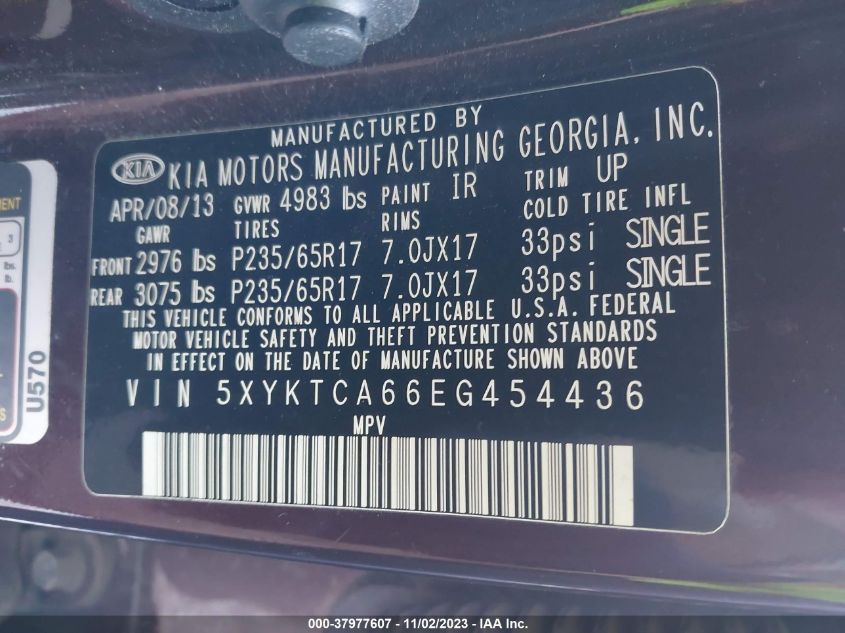 MANUFACTURED BY
KIA KIA MOTORS MANUFACTURING GEORGIA, INC.
APR/08/13 GVWR 4983 lbs PAINT IR TRIM UP
GAWR TIRES RIMS COLD TIRE INFL
FRONT 2976 lbs P235/65R17 7.0JX17 33psi SINGLE
REAR 3075 lbs P235/65R17 7.0JX17 33psi SINGLE
THIS VEHICLE CONFORMS TO ALL APPLICABLE U.S.A. FEDERAL
MOTOR VEHICLE SAFETY AND THEFT PREVENTION STANDARDS
IN EFFECT ON THE DATE OF MANUFACTURE SHOWN ABOVE
VIN 5XYKTCA66EG454436
MPV
3
lbs.
lb.
U570
000-37977607 - 11/02/2023 - IAA Inc.